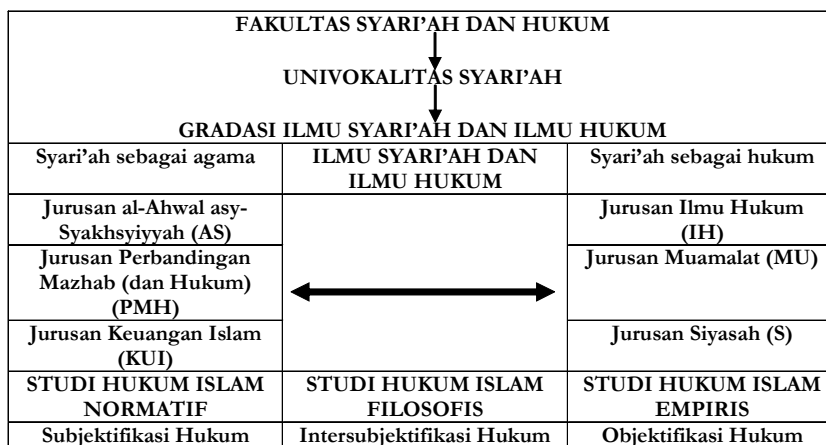 FAKULTAS SYARI'AH DAN HUKUM
UNIVOKALITAS SYARI'AH
GRADASI ILMU SYARI'AH DAN ILMU HUKUM
Syari'ah sebagai agama
ILMU SYARI'AH DAN
ILMU HUKUM
Syari'ah sebagai hukum
Jurusan al-Ahwal asy-
Syakhsyiyyah (AS)
Jurusan Ilmu Hukum
(IH)
Jurusan Perbandingan
Mazhab (dan Hukum)
(PMH)
Jurusan Muamalat (MU)
Jurusan Keuangan Islam
(KUI)
Jurusan Siyasah (S)
STUDI HUKUM ISLAM
NORMATIF
STUDI HUKUM ISLAM
FILOSOFIS
STUDI HUKUM ISLAM
EMPIRIS
Subjektifikasi Hukum
Intersubjektifikasi Hukum
Objektifikasi Hukum